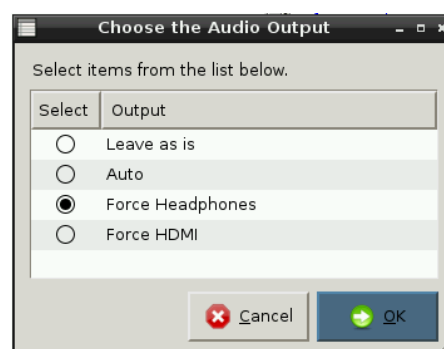 Choose the Audio Output
Select items from the list below.
Select Output
Leave as is
Auto
Force Headphones
Force HDMI
Cancel OK